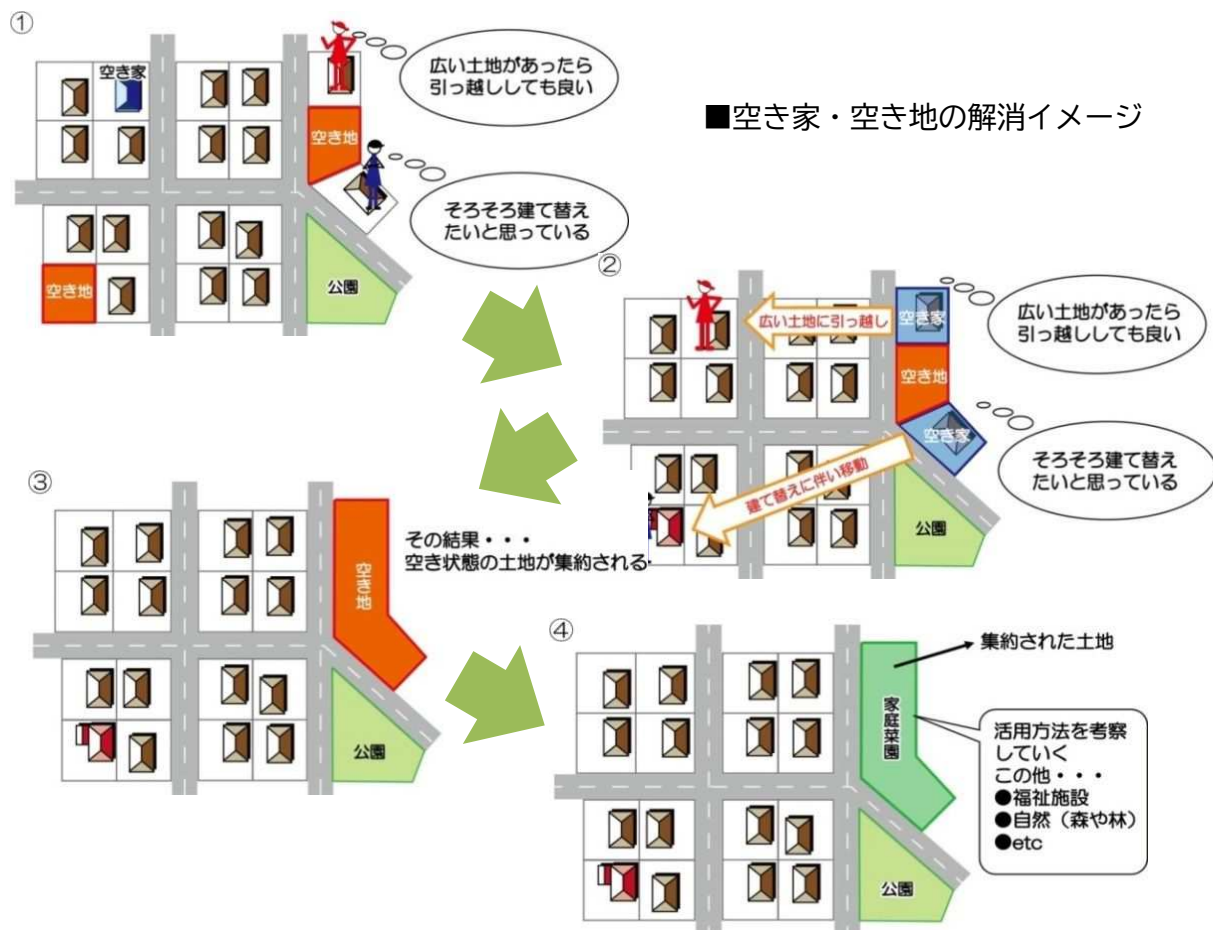 ■空き家・空き地の解消イメージ
①
空き家
広い土地があったら
引っ越ししても良い
空き地
そろそろ建て替え
たいと思っている
空き地
公園
②
広い土地に引っ越し
空き家
広い土地があったら
引っ越ししても良い
空き地
空き家
そろそろ建て替え
たいと思っている
建て替えに伴い移動
公園
③
空き地
その結果・・・
空き状態の土地が集約される
公園
④
集約された土地
家庭菜園
活用方法を考察
していく
この他・・・
●福祉施設
●自然（森や林）
●etc
公園